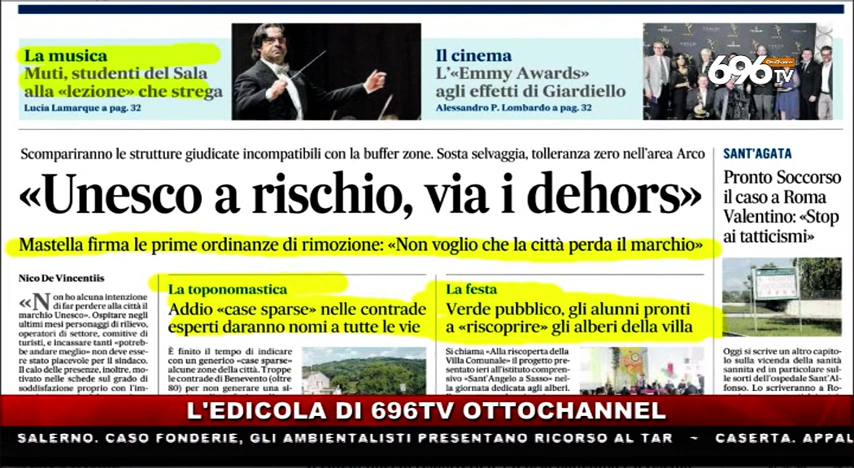 La musica
Muti, studenti del Sala
alla «lezione» che strega
Lucia Lamarque a pag. 32
Il cinema
L'«Emmy Awards»
agli effetti di Giardiello
Alessandro P. Lombardo a pag. 32
696 TV
OttoChannel
Scompariranno le strutture giudicate incompatibili con la buffer zone. Sosta selvaggia, tolleranza zero nell'area Arco
«Unesco a rischio, via i dehors»
Mastella firma le prime ordinanze di rimozione: «Non voglio che la città perda il marchio»
SANT'AGATA
Pronto Soccorso
il caso a Roma
Valentino: «Stop
ai tatticismi»
Nico De Vincentiis
«Non ho alcuna intenzione
di far perdere alla città il
marchio Unesco». Ospitare negli
ultimi mesi personaggi di rilievo,
operatori di settore, comitive di
turisti, e incassare tanti «potreb-
be andare meglio» non deve esse-
re stato piacevole per il sindaco.
Il calo delle presenze, inoltre, mo-
tivato nelle schede sul grado di
soddisfazione proprio con l'im-
La toponomastica
Addio «case sparse» nelle contrade
esperti daranno nomi a tutte le vie
È finito il tempo di indicare
con un generico «case sparse»
alcune zone della città. Troppe
le contrade di Benevento (oltre
80) per non generare una si-
La festa
Verde pubblico, gli alunni pronti
a «riscoprire» gli alberi della villa
Si chiama «Alla riscoperta della
Villa Comunale» il progetto pre-
sentato ieri all'istituto compren-
sivo «Sant'Angelo a Sasso» nel-
la giornata dedicata agli alberi.
Oggi si scrive un altro capito-
lo sulla vicenda della sanità
sannita ed in particolare sul-
le sorti dell'ospedale Sant'Al-
fonso. Lo scriveranno a Ro-
L'EDICOLA DI 696TV OTTOCHANNEL
SALERNO. CASO FONDERIE, GLI AMBIENTALISTI PRESENTANO RICORSO AL TAR ~ CASERTA. APPAL